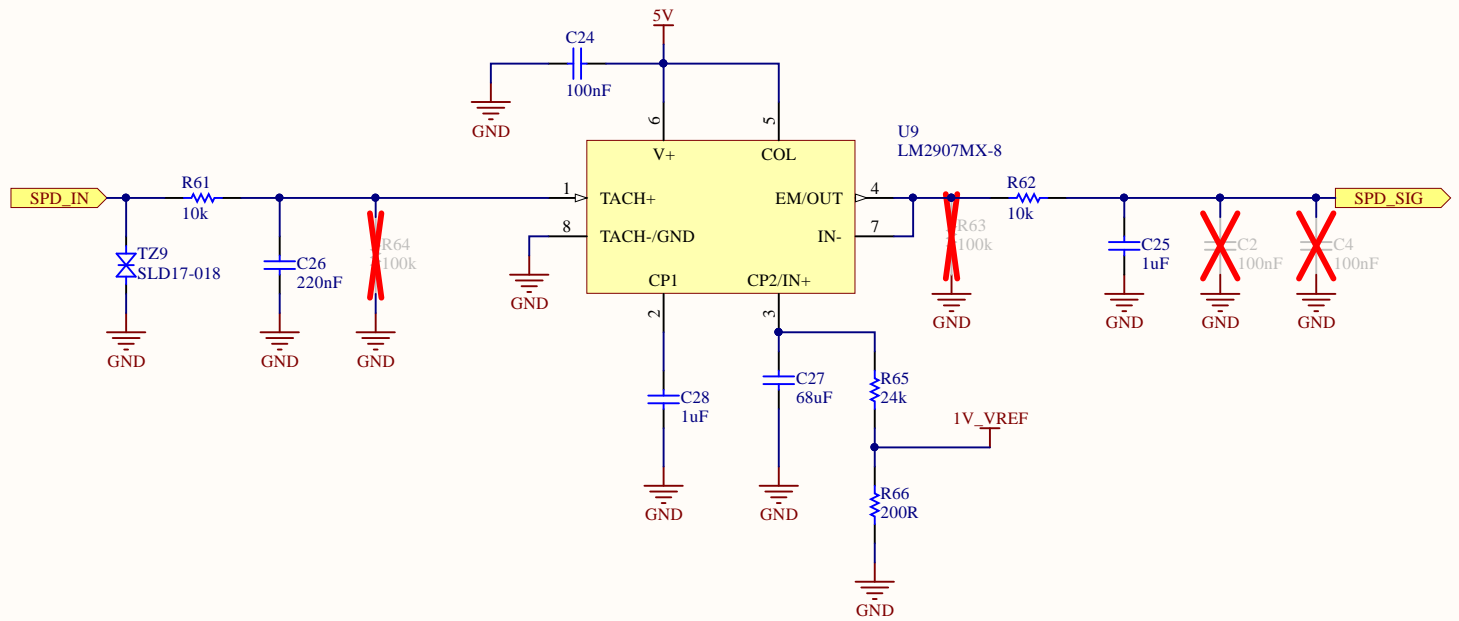 5V
C24
100nF
GND
6
5
U9
LM2907MX-8
V+
COL
SPD_IN
R61
10k
1
TACH+
EM/OUT
4
R62
10k
SPD_SIG
8
TACH-/GND
IN-
7
R64
100k
R63
100k
TZ9
SLD17-018
C26
220nF
C25
1uF
C2
100nF
C4
100nF
CP1
CP2/IN+
2
3
GND
GND
GND
GND
GND
GND
GND
GND
C28
1uF
C27
68uF
R65
24k
1V_VREF
GND
GND
R66
200R
GND